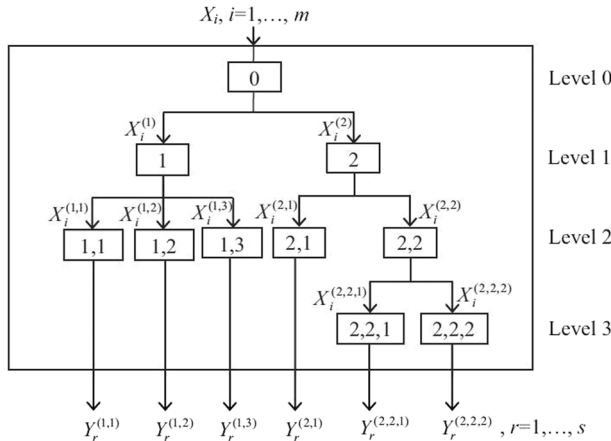 X_i, i=1,…, m
0
Level 0
X_i^(1)
X_i^(2)
1
2
Level 1
X_i^(1,1)
X_i^(1,2)
X_i^(1,3)
X_i^(2,1)
X_i^(2,2)
1,1
1,2
1,3
2,1
2,2
Level 2
X_i^(2,2,1)
X_i^(2,2,2)
2,2,1
2,2,2
Level 3
Y_r^(1,1)
Y_r^(1,2)
Y_r^(1,3)
Y_r^(2,1)
Y_r^(2,2,1)
Y_r^(2,2,2) , r=1,…, s